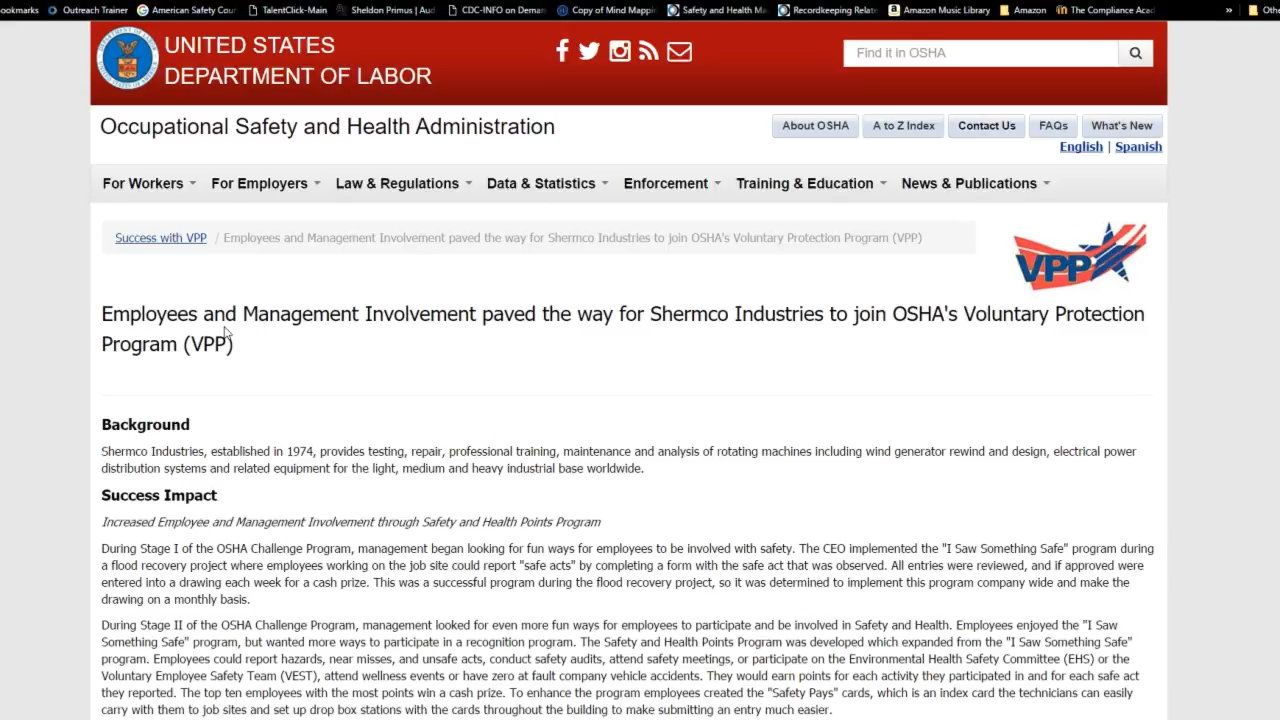 ookmarks Outreach Trainer American Safety Cour TalentClick-Main Sheldon Primus | Aud CDC-INFO on Deman Copy of Mind Mappin Safety and Health Ma Recordkeeping Relate Amazon Music Library Amazon The Compliance Acad » Othe
UNITED STATES
DEPARTMENT OF LABOR
Find it in OSHA
Occupational Safety and Health Administration
About OSHA A to Z Index Contact Us FAQs What's New
English | Spanish
For Workers For Employers Law & Regulations Data & Statistics Enforcement Training & Education News & Publications
Success with VPP / Employees and Management Involvement paved the way for Shermco Industries to join OSHA's Voluntary Protection Program (VPP)
VPP
Employees and Management Involvement paved the way for Shermco Industries to join OSHA's Voluntary Protection
Program (VPP)
Background
Shermco Industries, established in 1974, provides testing, repair, professional training, maintenance and analysis of rotating machines including wind generator rewind and design, electrical power
distribution systems and related equipment for the light, medium and heavy industrial base worldwide.
Success Impact
Increased Employee and Management Involvement through Safety and Health Points Program
During Stage I of the OSHA Challenge Program, management began looking for fun ways for employees to be involved with safety. The CEO implemented the "I Saw Something Safe" program during
a flood recovery project where employees working on the job site could report "safe acts" by completing a form with the safe act that was observed. All entries were reviewed, and if approved were
entered into a drawing each week for a cash prize. This was a successful program during the flood recovery project, so it was determined to implement this program company wide and make the
drawing on a monthly basis.
During Stage II of the OSHA Challenge Program, management looked for even more fun ways for employees to participate and be involved in Safety and Health. Employees enjoyed the "I Saw
Something Safe" program, but wanted more ways to participate in a recognition program. The Safety and Health Points Program was developed which expanded from the "I Saw Something Safe"
program. Employees could report hazards, near misses, and unsafe acts, conduct safety audits, attend safety meetings, or participate on the Environmental Health Safety Committee (EHS) or the
Voluntary Employee Safety Team (VEST), attend wellness events or have zero at fault company vehicle accidents. They would earn points for each activity they participated in and for each safe act
they reported. The top ten employees with the most points win a cash prize. To enhance the program employees created the "Safety Pays" cards, which is an index card the technicians can easily
carry with them to job sites and set up drop box stations with the cards throughout the building to make submitting an entry much easier.